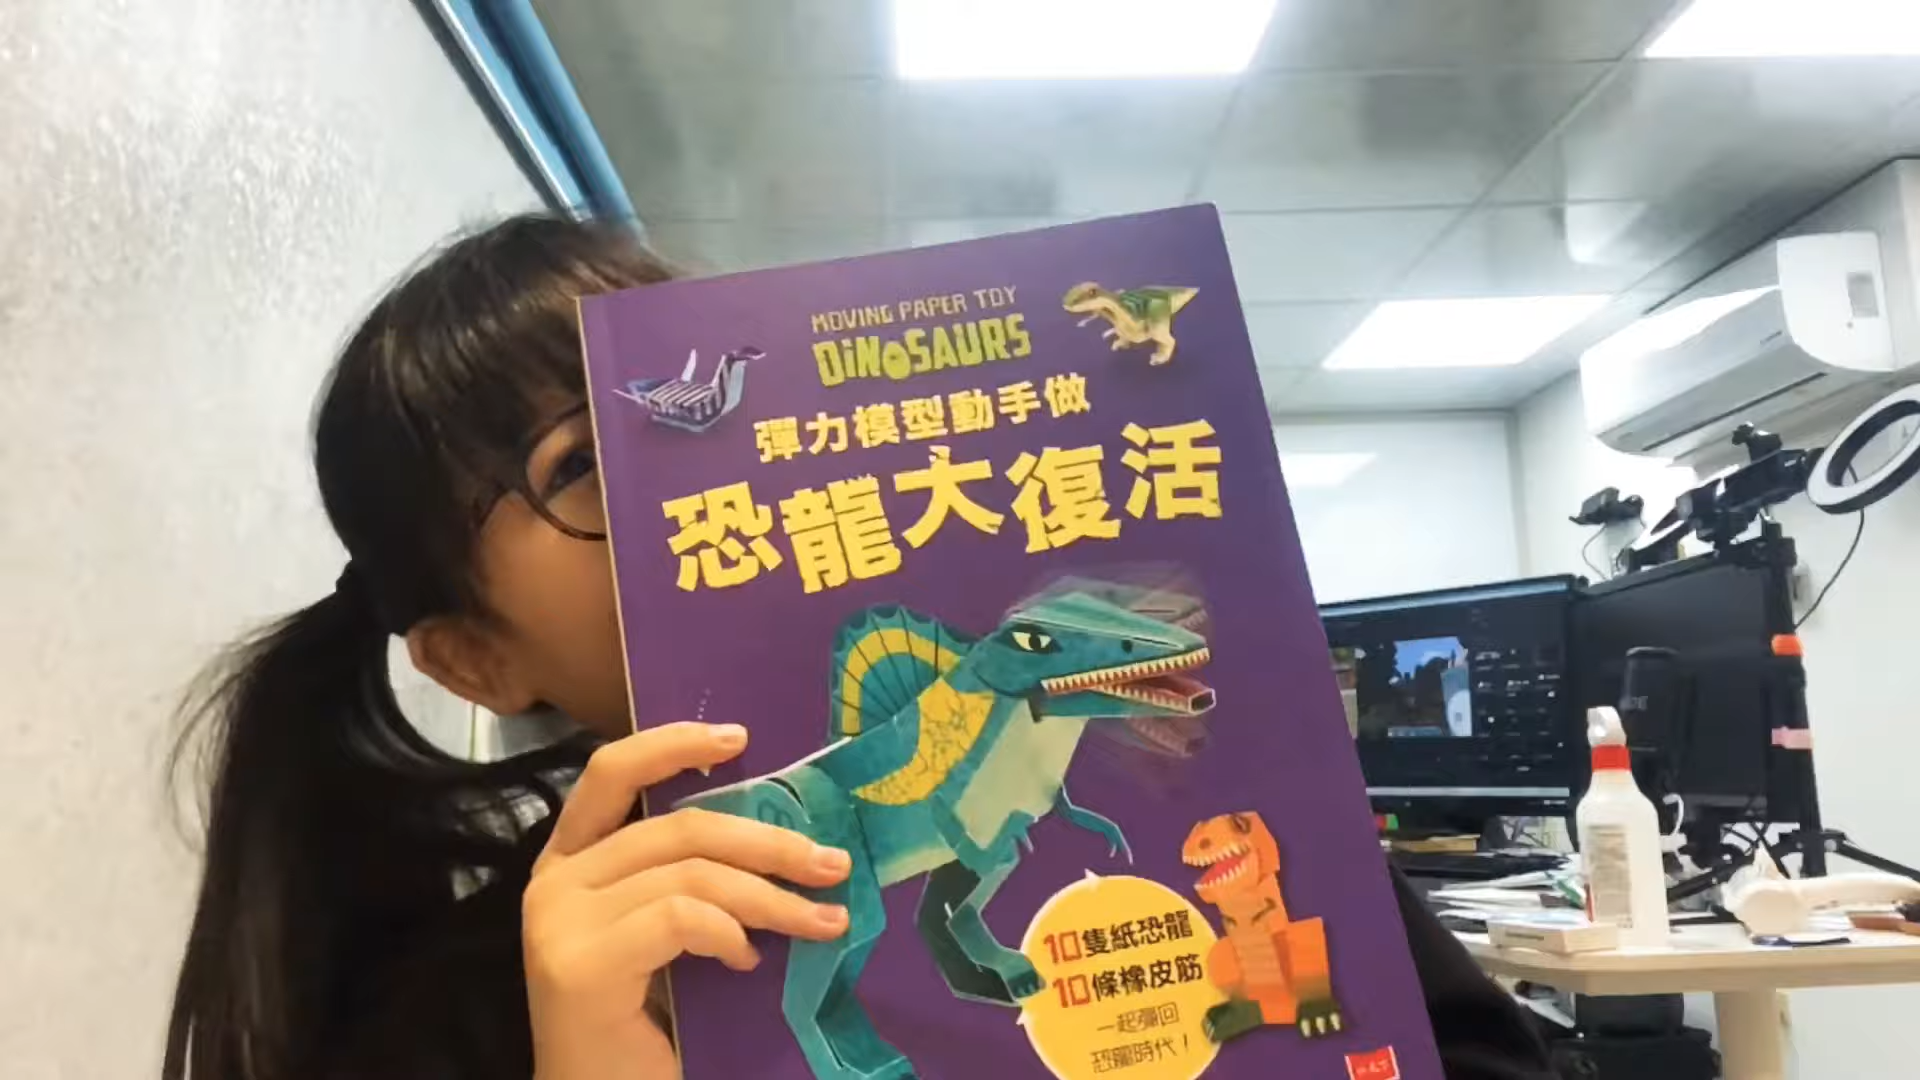 MOVING PAPER TOY
DINOSAURS
彈力模型動手做
恐龍大復活
10隻紙恐龍
10條橡皮筋
一起彈回
恐龍時代！